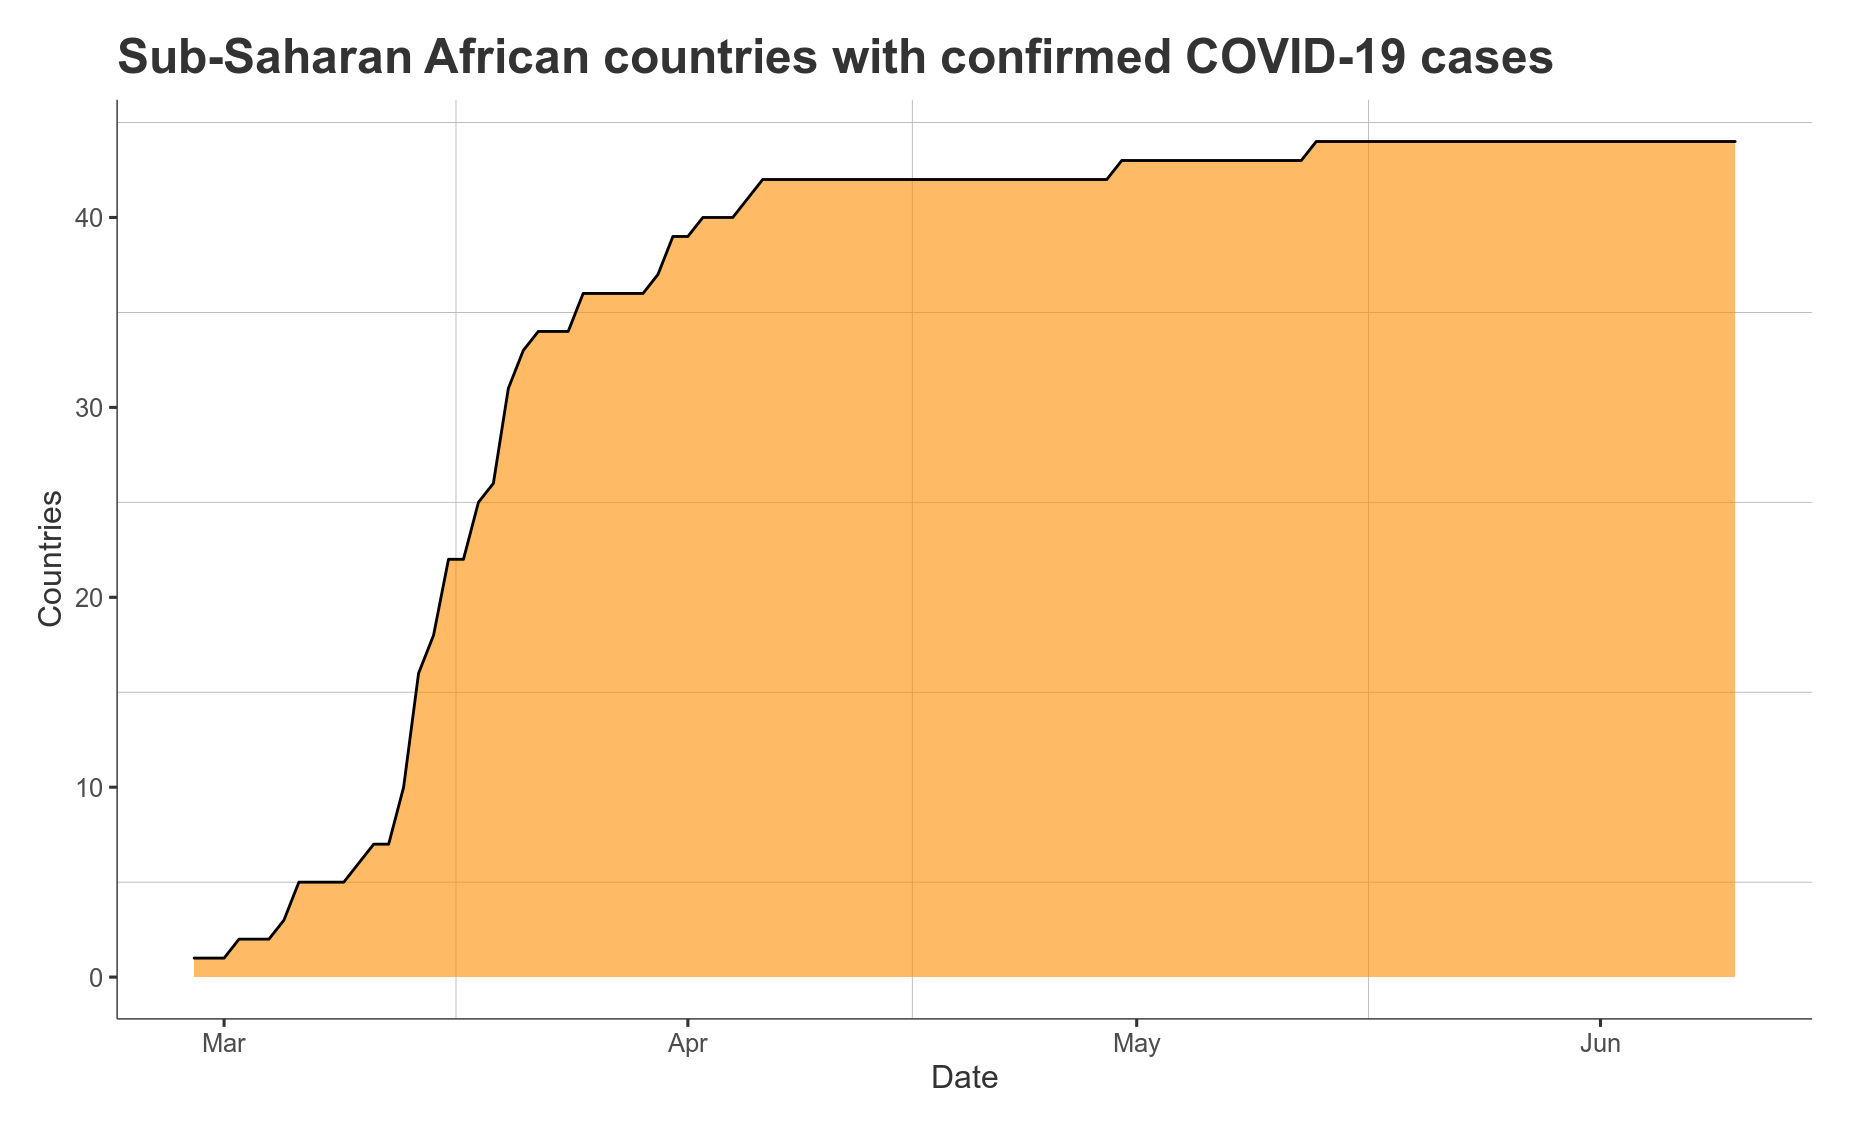 Sub-Saharan African countries with confirmed COVID-19 cases
Countries
40
30
20
10
0
Mar Apr May Jun
Date